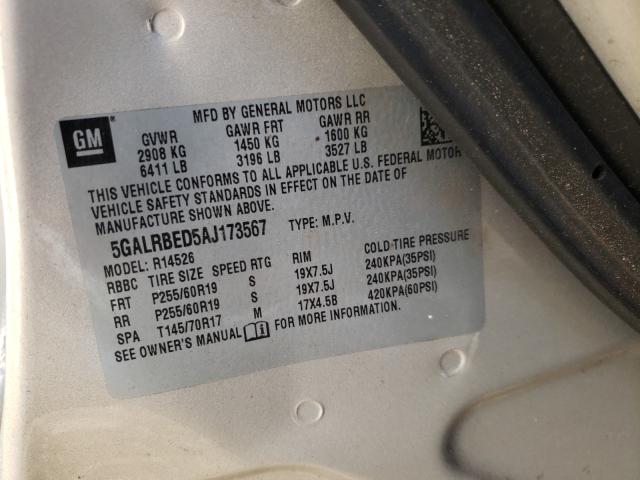 GM
MFD BY GENERAL MOTORS LLC
GVWR GAWR FRT GAWR RR
2908 KG 1450 KG 1600 KG
6411 LB 3196 LB 3527 LB
THIS VEHICLE CONFORMS TO ALL APPLICABLE U.S. FEDERAL MOTOR
VEHICLE SAFETY STANDARDS IN EFFECT ON THE DATE OF
MANUFACTURE SHOWN ABOVE.
5GALRBED5AJ173567 TYPE: M.P.V.
MODEL: R14526
RBBC TIRE SIZE SPEED RTG RIM COLD TIRE PRESSURE
FRT P255/60R19 S 19X7.5J 240KPA(35PSI)
RR P255/60R19 S 19X7.5J 240KPA(35PSI)
SPA T145/70R17 M 17X4.5B 420KPA(60PSI)
SEE OWNER'S MANUAL FOR MORE INFORMATION.